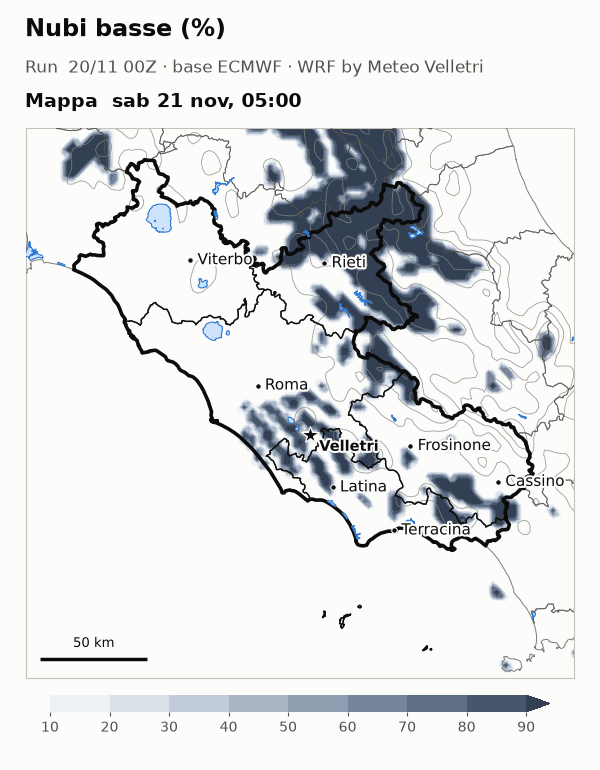 Nubi basse (%)
Run  20/11 00Z · base ECMWF · WRF by Meteo Velletri
Mappa  sab 21 nov, 05:00
Viterbo
Rieti
Roma
Velletri
Frosinone
Latina
Cassino
Terracina
50 km
10 20 30 40 50 60 70 80 90